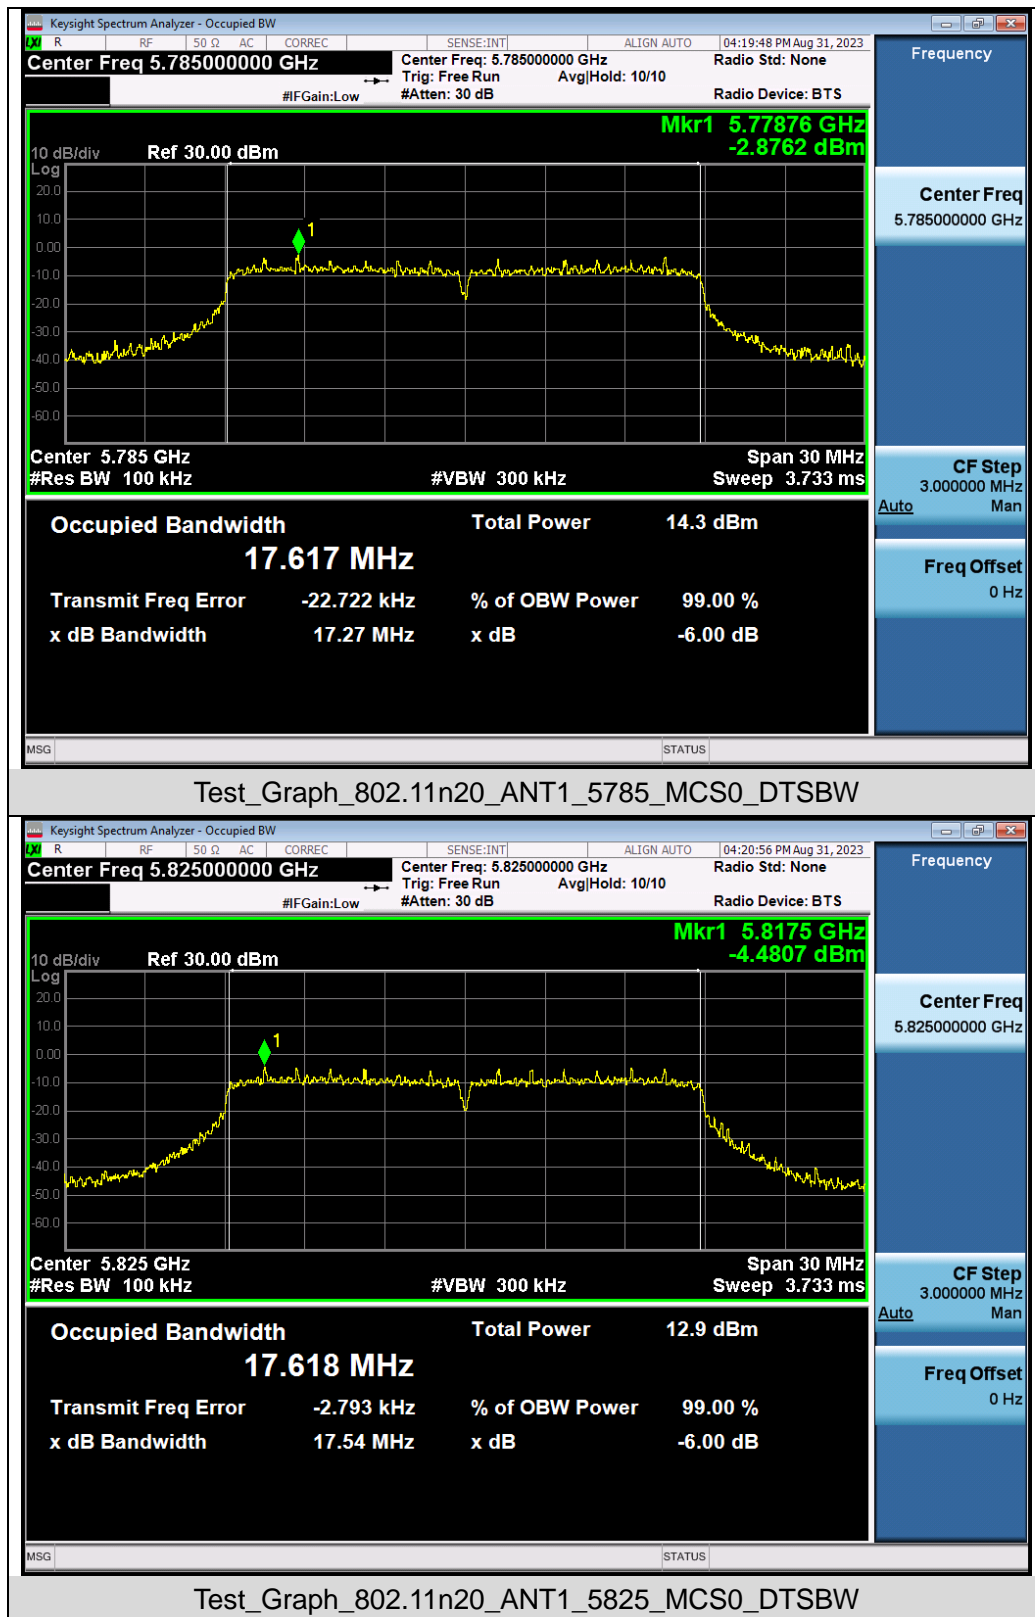 Keysight Spectrum Analyzer - Occupied BW
LXI R RF 50 Ω AC CORREC SENSE:INT ALIGN AUTO 04:19:48 PM Aug 31, 2023
Center Freq 5.785000000 GHz
Center Freq: 5.785000000 GHz Radio Std: None
Trig: Free Run Avg|Hold: 10/10
#IFGain:Low #Atten: 30 dB Radio Device: BTS
Frequency
Mkr1 5.77876 GHz
-2.8762 dBm
10 dB/div Ref 30.00 dBm
Log
20.0
10.0
0.00
-10.0
-20.0
-30.0
-40.0
-50.0
-60.0
1
Center Freq
5.785000000 GHz
Center 5.785 GHz Span 30 MHz
#Res BW 100 kHz #VBW 300 kHz Sweep 3.733 ms
CF Step
3.000000 MHz
Auto Man
Occupied Bandwidth Total Power 14.3 dBm
17.617 MHz
Transmit Freq Error -22.722 kHz % of OBW Power 99.00 %
x dB Bandwidth 17.27 MHz x dB -6.00 dB
Freq Offset
0 Hz
MSG STATUS
Test_Graph_802.11n20_ANT1_5785_MCS0_DTSBW
Keysight Spectrum Analyzer - Occupied BW
LXI R RF 50 Ω AC CORREC SENSE:INT ALIGN AUTO 04:20:56 PM Aug 31, 2023
Center Freq 5.825000000 GHz
Center Freq: 5.825000000 GHz Radio Std: None
Trig: Free Run Avg|Hold: 10/10
#IFGain:Low #Atten: 30 dB Radio Device: BTS
Frequency
Mkr1 5.8175 GHz
-4.4807 dBm
10 dB/div Ref 30.00 dBm
Log
20.0
10.0
0.00
-10.0
-20.0
-30.0
-40.0
-50.0
-60.0
1
Center Freq
5.825000000 GHz
Center 5.825 GHz Span 30 MHz
#Res BW 100 kHz #VBW 300 kHz Sweep 3.733 ms
CF Step
3.000000 MHz
Auto Man
Occupied Bandwidth Total Power 12.9 dBm
17.618 MHz
Transmit Freq Error -2.793 kHz % of OBW Power 99.00 %
x dB Bandwidth 17.54 MHz x dB -6.00 dB
Freq Offset
0 Hz
MSG STATUS
Test_Graph_802.11n20_ANT1_5825_MCS0_DTSBW